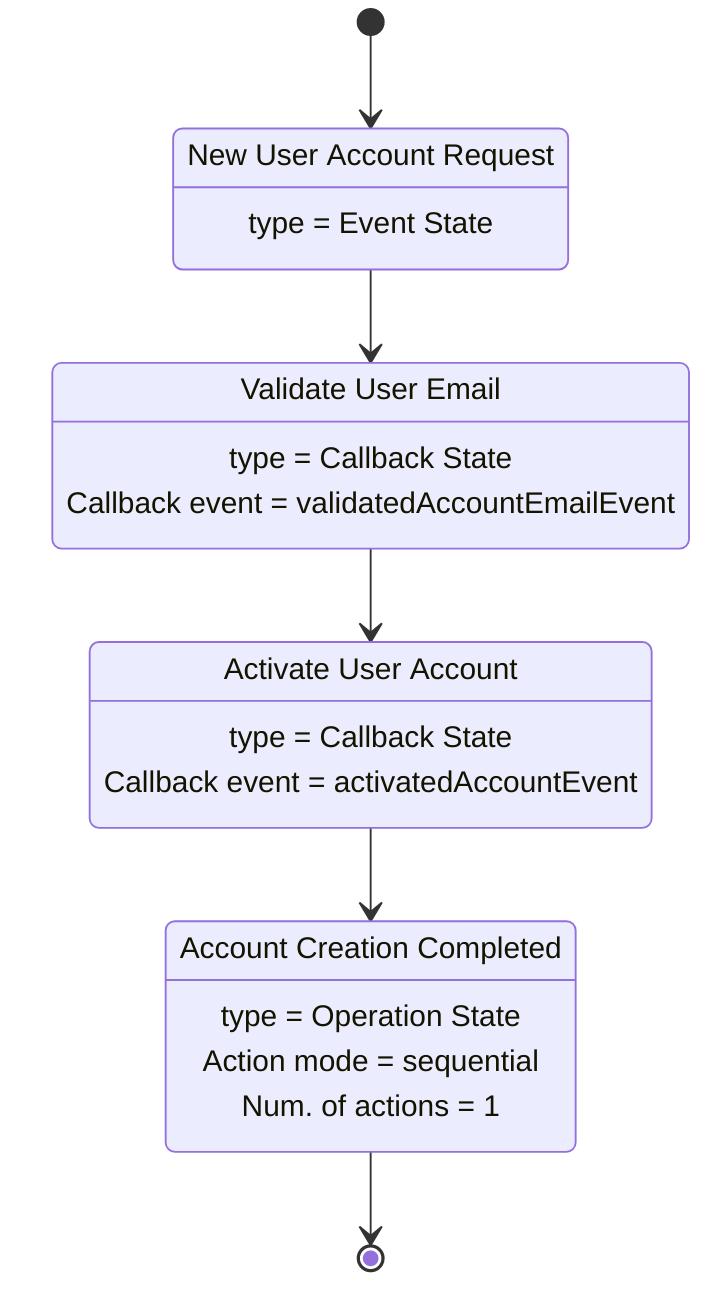 New User Account Request
type = Event State
Validate User Email
type = Callback State
Callback event = validatedAccountEmailEvent
Activate User Account
type = Callback State
Callback event = activatedAccountEvent
Account Creation Completed
type = Operation State
Action mode = sequential
Num. of actions = 1